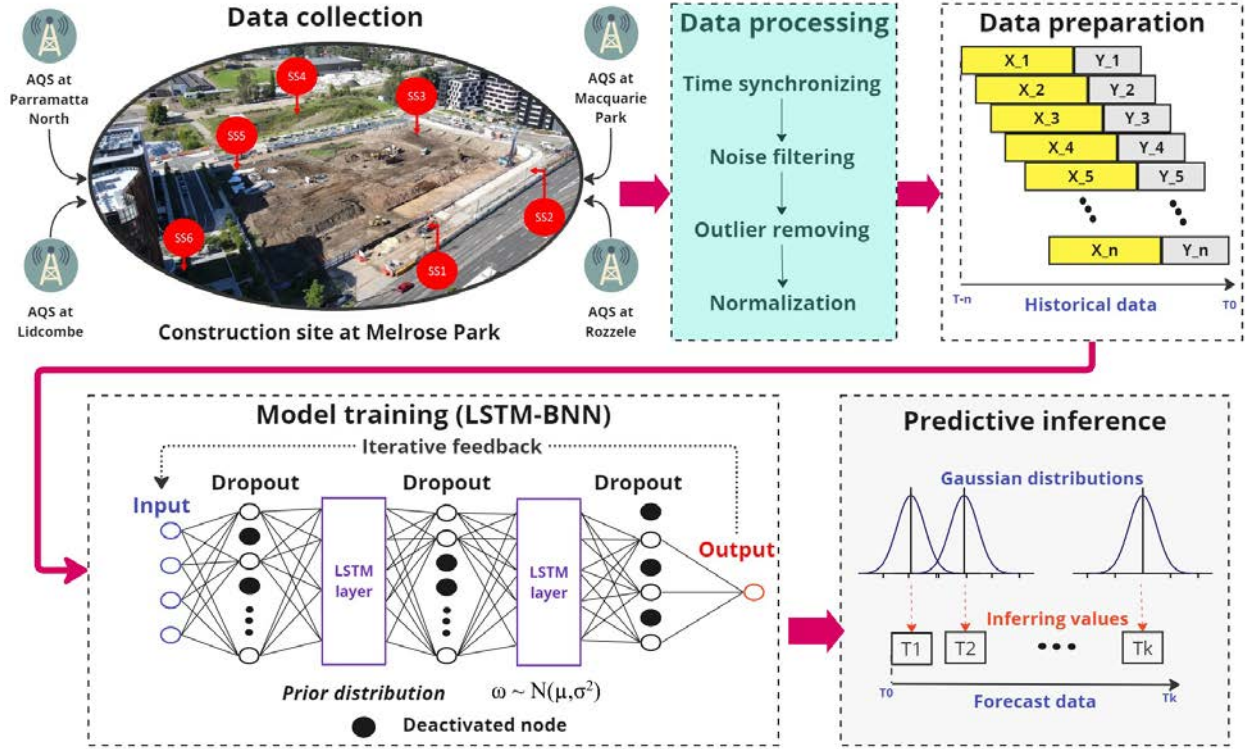 Data collection
AQS at
Parramatta
North
AQS at
Macquarie
Park
SS4
SS3
SS5
SS2
SS6
SS1
AQS at
Lidcombe
AQS at
Rozzele
Construction site at Melrose Park
Data processing
Time synchronizing
Noise filtering
Outlier removing
Normalization
Data preparation
X_1 Y_1
X_2 Y_2
X_3 Y_3
X_4 Y_4
X_5 Y_5
X_n Y_n
T-n Historical data T0
Model training (LSTM-BNN)
Iterative feedback
Dropout Dropout Dropout
Input
Output
LSTM
layer
LSTM
layer
Prior distribution ω ~ N(μ,σ²)
Deactivated node
Predictive inference
Gaussian distributions
Inferring values
T1 T2 Tk
T0 Tk
Forecast data